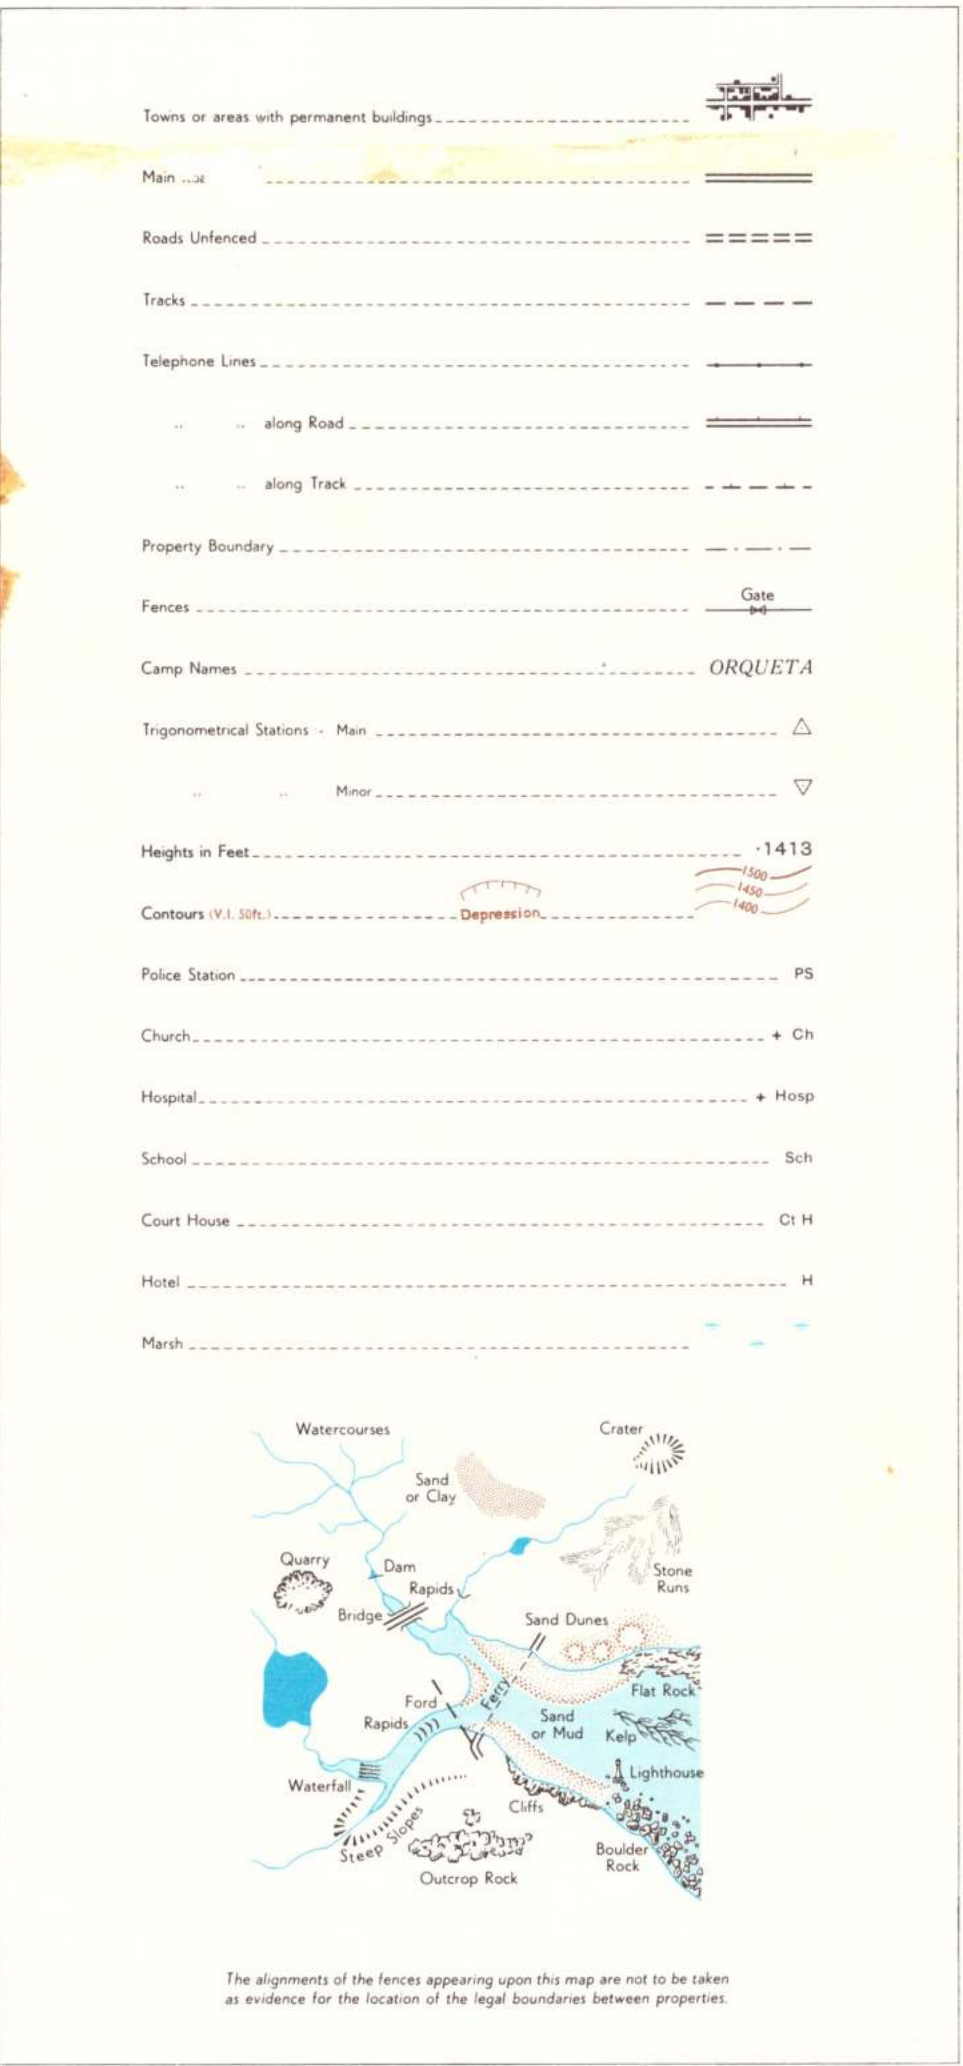 Towns or areas with permanent buildings
Main
Roads Unfenced
Tracks
Telephone Lines
„ „ along Road
„ „ along Track
Property Boundary
Gate
Fences
Camp Names ORQUETA
Trigonometrical Stations - Main
„ „ Minor
Heights in Feet ·1413
1500
1450
1400
Contours (V.I. 50ft.) Depression
Police Station PS
Church + Ch
Hospital + Hosp
School Sch
Court House Ct H
Hotel H
Marsh
Watercourses
Crater
Sand
or Clay
Quarry
Dam
Stone
Runs
Rapids
Bridge
Sand Dunes
Ferry
Flat Rock
Ford
Sand
or Mud
Rapids
Kelp
Lighthouse
Waterfall
Cliffs
Steep Slopes
Boulder
Rock
Outcrop Rock
The alignments of the fences appearing upon this map are not to be taken
as evidence for the location of the legal boundaries between properties.